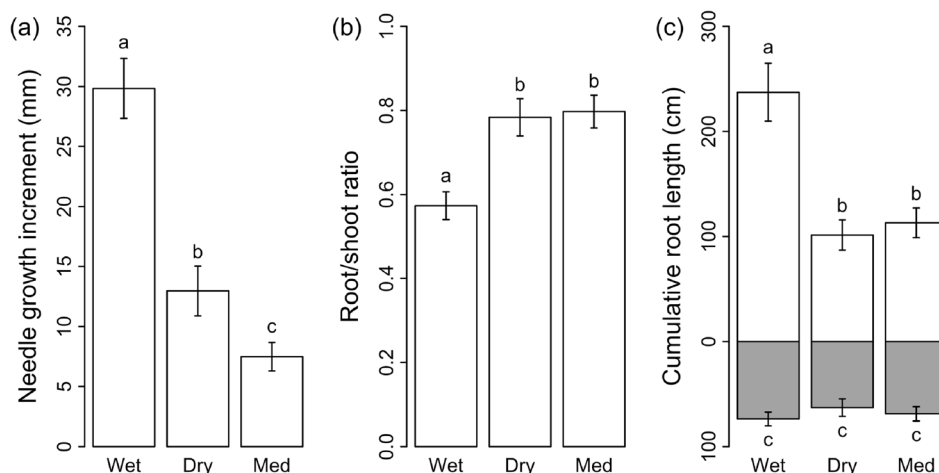 (a)
Needle growth increment (mm)
35
30
25
20
15
10
5
0
a
b
c
Wet Dry Med
(b)
Root/shoot ratio
1.0
0.8
0.6
0.4
0.2
0.0
a
b
b
Wet Dry Med
(c)
Cumulative root length (cm)
300
200
100
0
100
a
b
b
c
c
c
Wet Dry Med